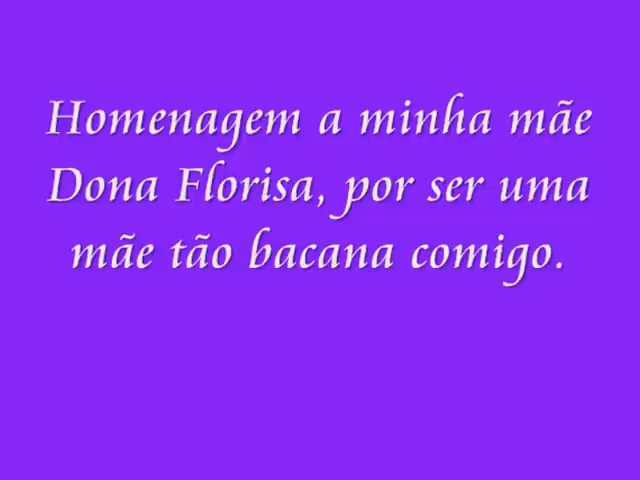 Homenagem a minha mãe
Dona Florisa, por ser uma
mãe tão bacana comigo.